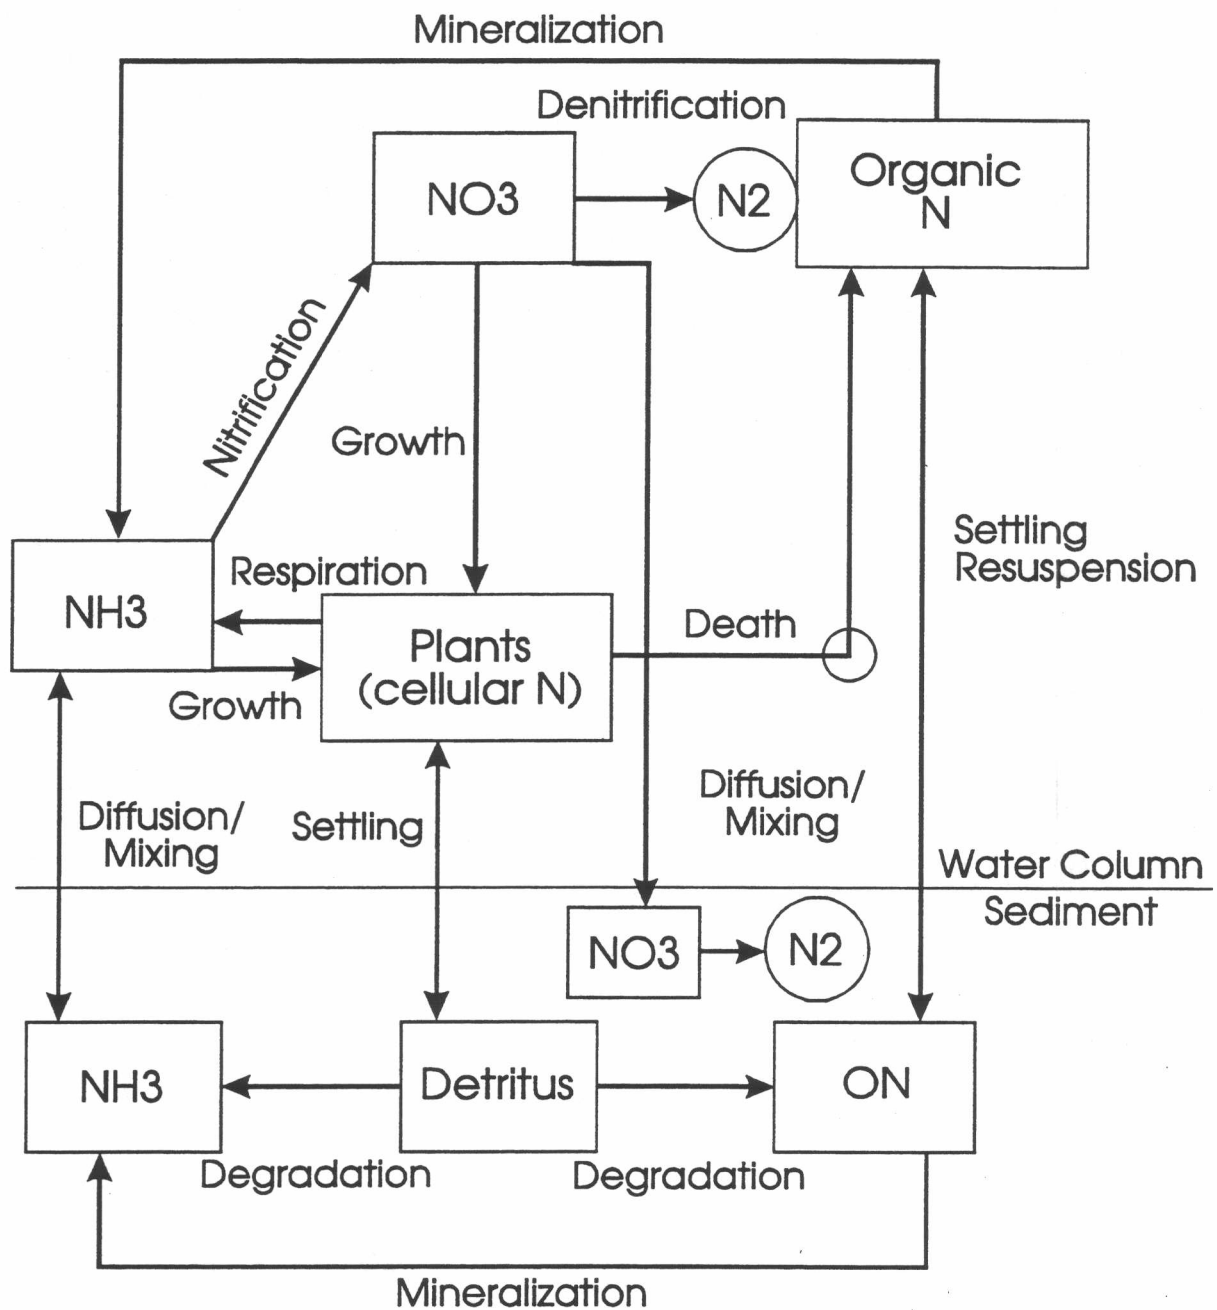 Mineralization
Denitrification
NO3
N2
Organic
N
Nitrification
Growth
Settling
Resuspension
Respiration
NH3
Plants
(cellular N)
Death
Growth
Diffusion/
Mixing
Settling
Diffusion/
Mixing
Water Column
Sediment
NO3
N2
NH3
Detritus
ON
Degradation
Degradation
Mineralization